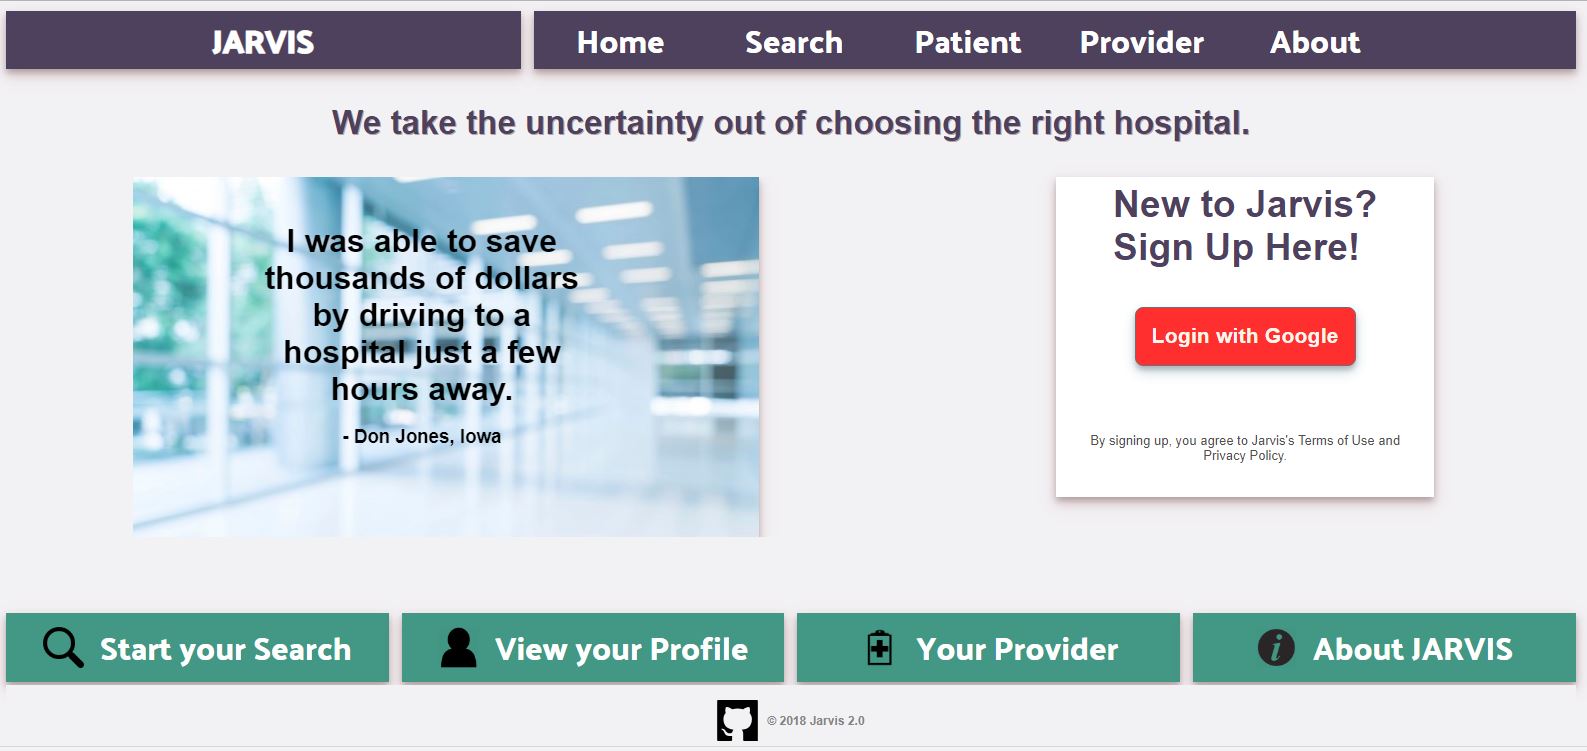 JARVIS
Home Search Patient Provider About
We take the uncertainty out of choosing the right hospital.
I was able to save
thousands of dollars
by driving to a
hospital just a few
hours away.
- Don Jones, Iowa
New to Jarvis?
Sign Up Here!
Login with Google
By signing up, you agree to Jarvis's Terms of Use and
Privacy Policy.
Start your Search
View your Profile
Your Provider
About JARVIS
© 2018 Jarvis 2.0